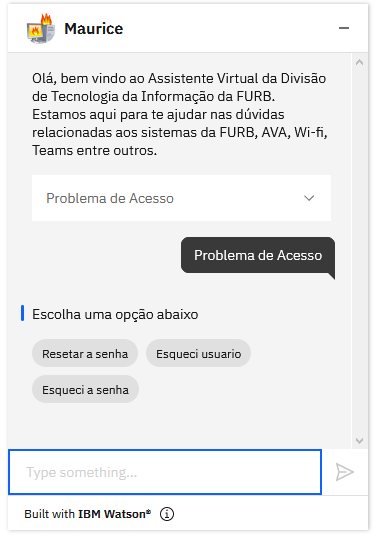 Maurice
Olá, bem vindo ao Assistente Virtual da Divisão
de Tecnologia da Informação da FURB.
Estamos aqui para te ajudar nas dúvidas
relacionadas aos sistemas da FURB, AVA, Wi-fi,
Teams entre outros.
Problema de Acesso
Problema de Acesso
Escolha uma opção abaixo
Resetar a senha
Esqueci usuario
Esqueci a senha
Type something...
Built with IBM Watson®